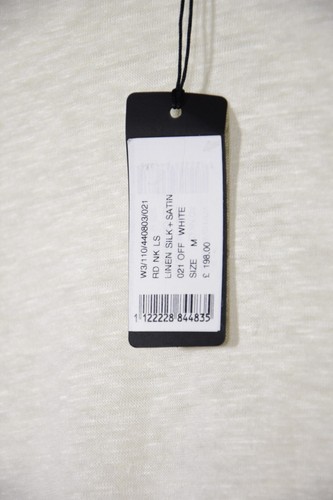 W3/110/440803/021
RD NK LS
LINEN SILK + SATIN
021 OFF WHITE
SIZE M
£ 198.00
1 122228 844835